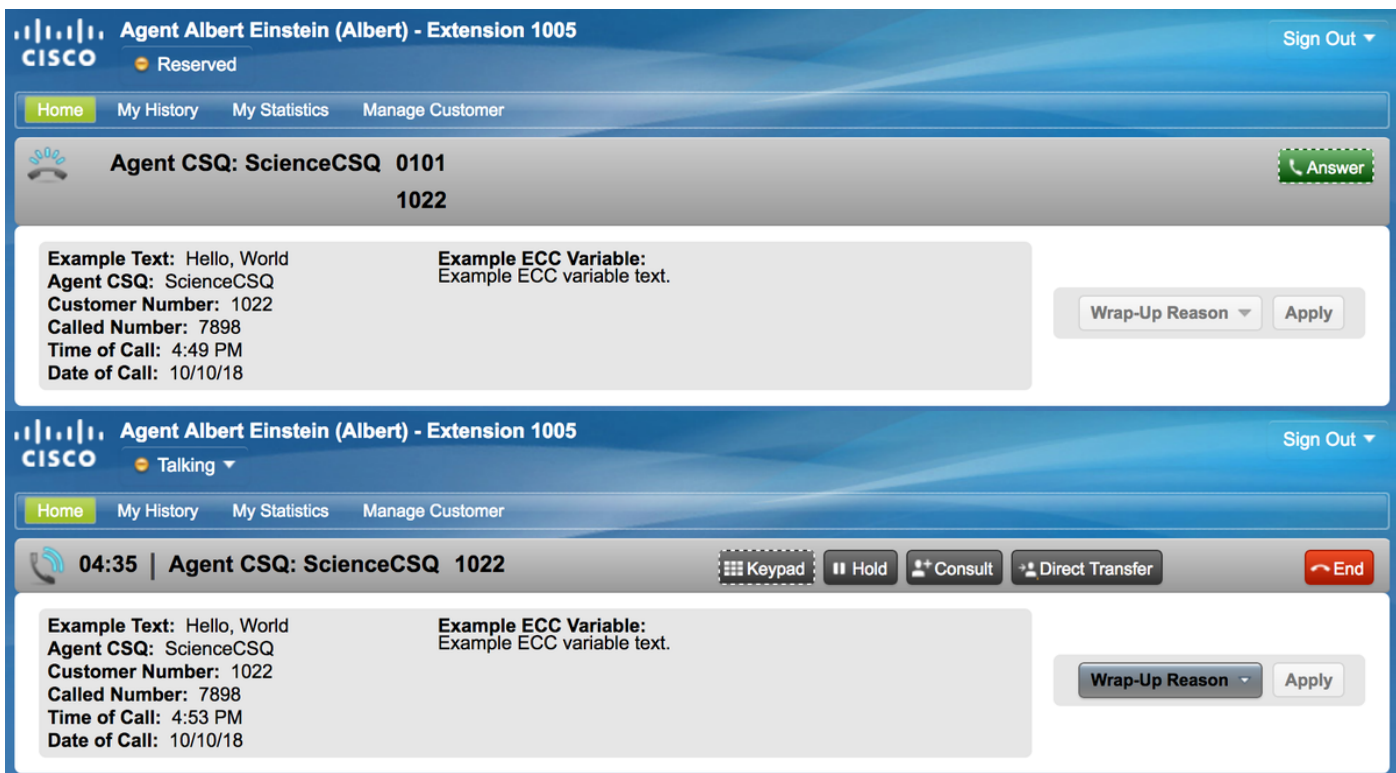 CISCO Agent Albert Einstein (Albert) - Extension 1005 Sign Out
Reserved
Home My History My Statistics Manage Customer
Agent CSQ: ScienceCSQ 0101 Answer
1022
Example Text: Hello, World Example ECC Variable:
Agent CSQ: ScienceCSQ Example ECC variable text.
Customer Number: 1022
Called Number: 7898 Wrap-Up Reason Apply
Time of Call: 4:49 PM
Date of Call: 10/10/18
CISCO Agent Albert Einstein (Albert) - Extension 1005 Sign Out
Talking
Home My History My Statistics Manage Customer
04:35 | Agent CSQ: ScienceCSQ 1022 Keypad Hold Consult Direct Transfer End
Example Text: Hello, World Example ECC Variable:
Agent CSQ: ScienceCSQ Example ECC variable text.
Customer Number: 1022 Wrap-Up Reason Apply
Called Number: 7898
Time of Call: 4:53 PM
Date of Call: 10/10/18